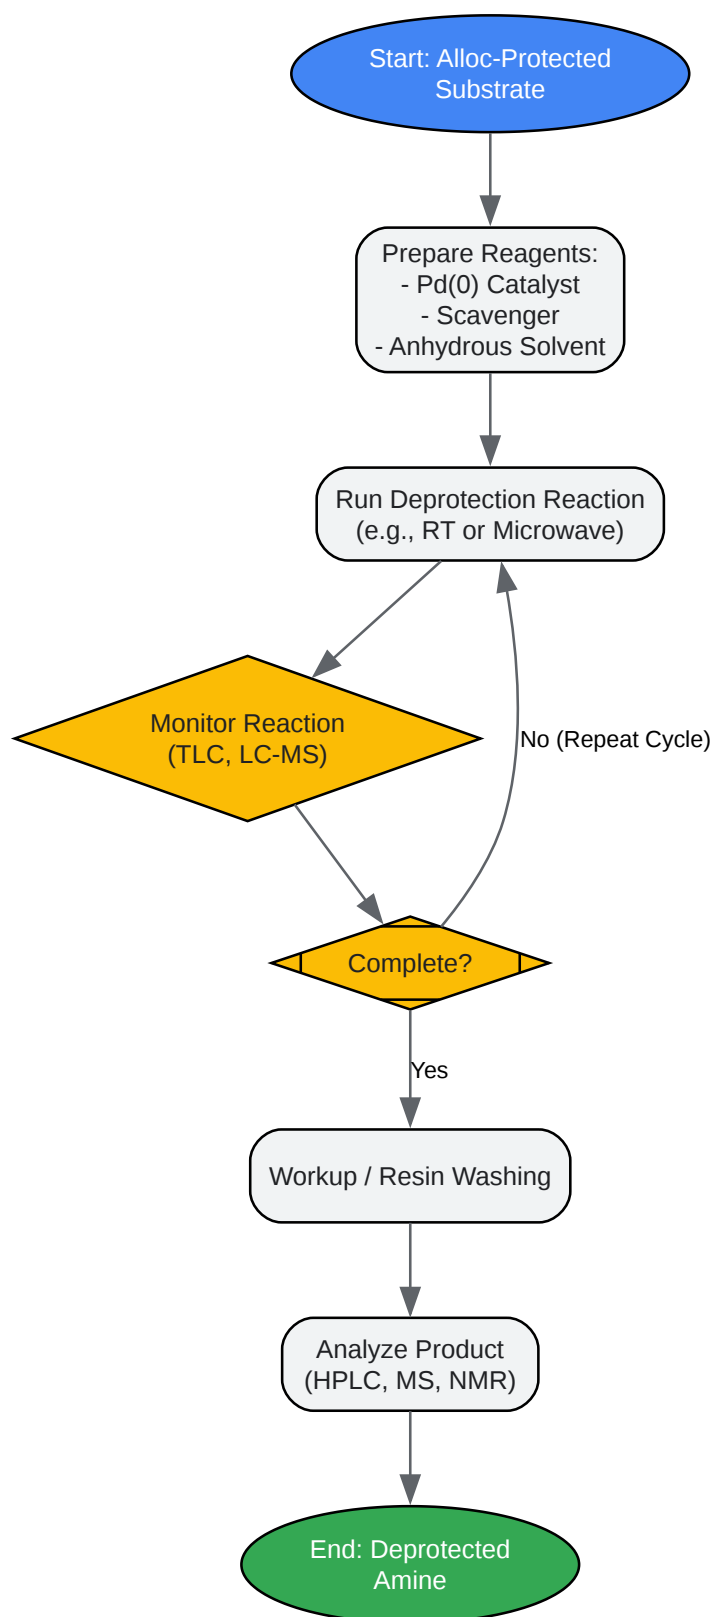 Start: Alloc-Protected
Substrate
Prepare Reagents:
- Pd(0) Catalyst
- Scavenger
- Anhydrous Solvent
Run Deprotection Reaction
(e.g., RT or Microwave)
Monitor Reaction
(TLC, LC-MS)
No (Repeat Cycle)
Complete?
Yes
Workup / Resin Washing
Analyze Product
(HPLC, MS, NMR)
End: Deprotected
Amine